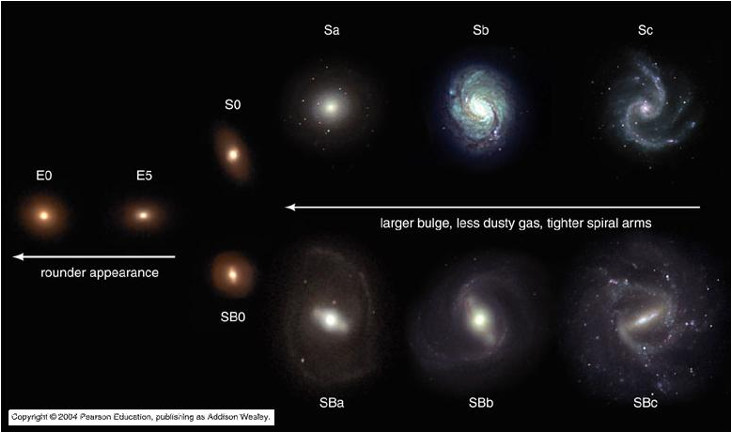 Sa
Sb
Sc
S0
E0
E5
larger bulge, less dusty gas, tighter spiral arms
rounder appearance
SB0
SBa
SBb
SBc
Copyright © 2004 Pearson Education, publishing as Addison Wesley.